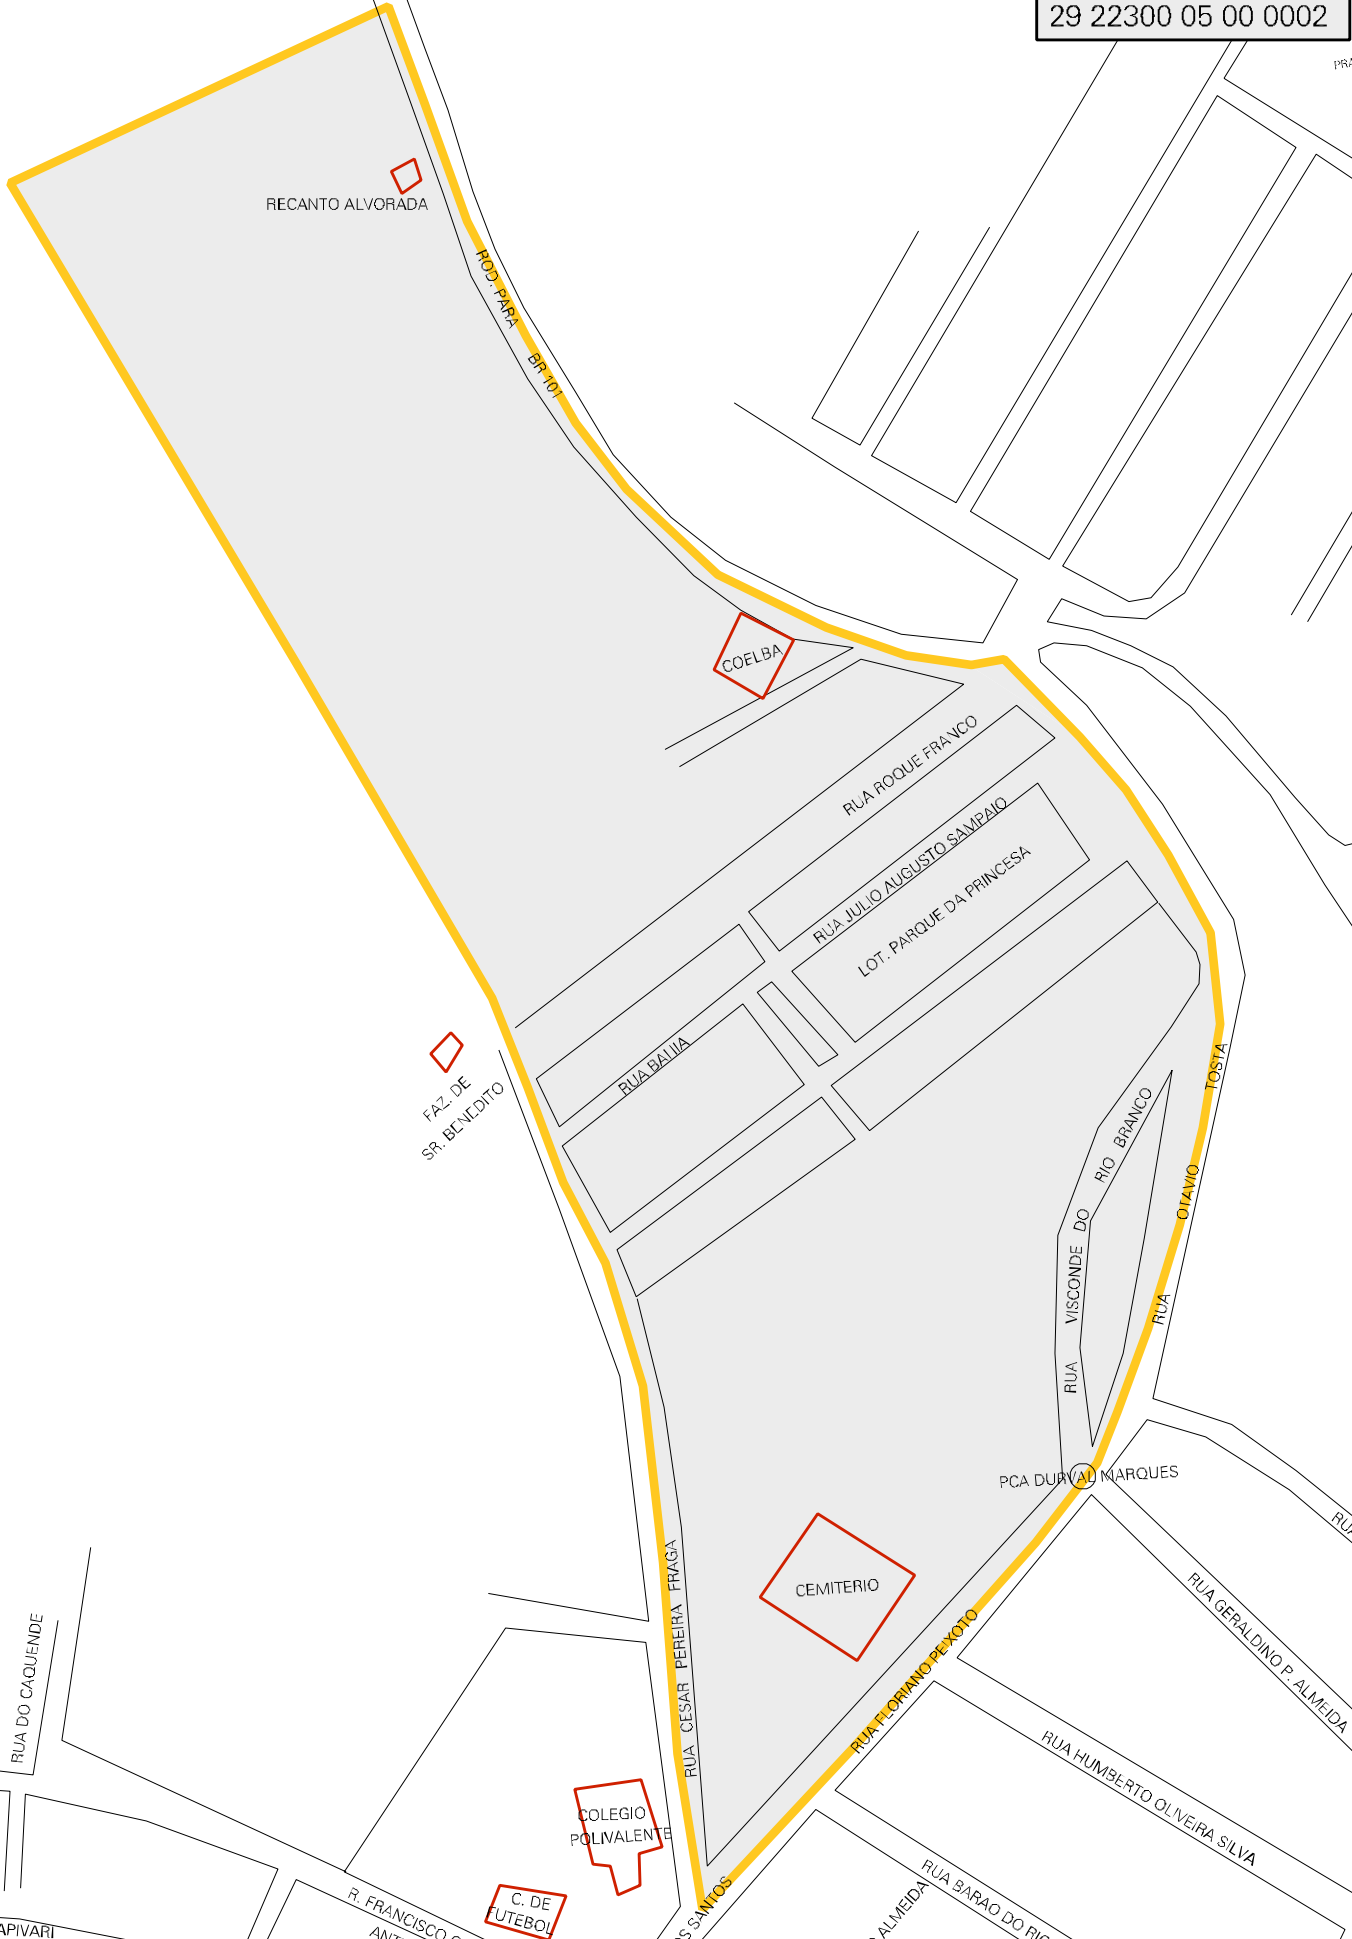 29 22300 05 00 0002
RECANTO ALVORADA
ROD. PARA BR 101
COELBA
RUA ROQUE FRANCO
RUA JULIO AUGUSTO SAMPAIO
LOT. PARQUE DA PRINCESA
RUA BAHIA
FAZ. DE
SR. BENEDITO
RUA VISCONDE DO RIO BRANCO
RUA OTAVIO TOSTA
PCA DURVAL MARQUES
CEMITERIO
RUA CESAR PEREIRA FRAGA
RUA FLORIANO PEIXOTO
RUA GERALDINO P. ALMEIDA
RUA HUMBERTO OLIVEIRA SILVA
RUA BARAO DO RIO
RUA DO CAQUENDE
COLEGIO
POLIVALENTE
C. DE
FUTEBOL
R. FRANCISCO
SANTOS
ALMEIDA
APIVARI
RUA